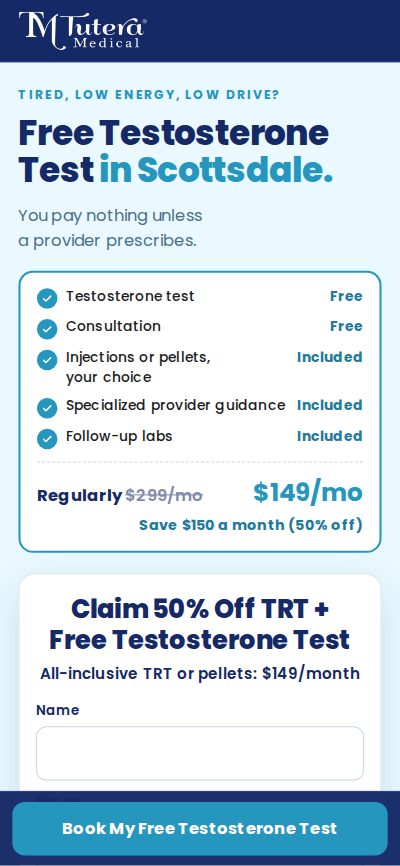 TM Tutera®
Medical
TIRED, LOW ENERGY, LOW DRIVE?
Free Testosterone
Test in Scottsdale.
You pay nothing unless
a provider prescribes.
Testosterone test Free
Consultation Free
Injections or pellets, Included
your choice
Specialized provider guidance Included
Follow-up labs Included
Regularly $299/mo $149/mo
Save $150 a month (50% off)
Claim 50% Off TRT +
Free Testosterone Test
All-inclusive TRT or pellets: $149/month
Name
Phone
Book My Free Testosterone Test